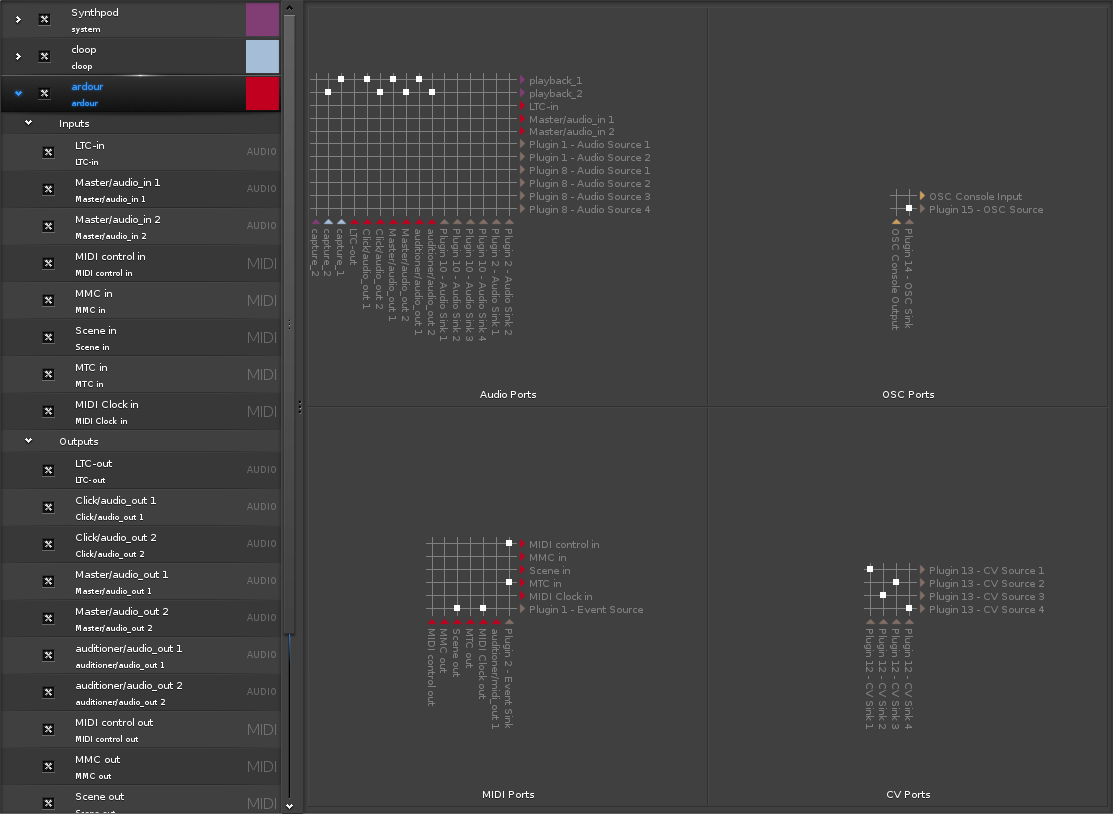 Synthpod
system
cloop
cloop
ardour
ardour
Inputs
LTC-in
LTC-in
AUDIO
Master/audio_in 1
Master/audio_in 1
AUDIO
Master/audio_in 2
Master/audio_in 2
AUDIO
MIDI control in
MIDI control in
MIDI
MMC in
MMC in
MIDI
Scene in
Scene in
MIDI
MTC in
MTC in
MIDI
MIDI Clock in
MIDI Clock in
MIDI
Outputs
LTC-out
LTC-out
AUDIO
Click/audio_out 1
Click/audio_out 1
AUDIO
Click/audio_out 2
Click/audio_out 2
AUDIO
Master/audio_out 1
Master/audio_out 1
AUDIO
Master/audio_out 2
Master/audio_out 2
AUDIO
auditioner/audio_out 1
auditioner/audio_out 1
AUDIO
auditioner/audio_out 2
auditioner/audio_out 2
AUDIO
MIDI control out
MIDI control out
MIDI
MMC out
MMC out
MIDI
Scene out
Scene out
MIDI
playback_1
playback_2
LTC-in
Master/audio_in 1
Master/audio_in 2
Plugin 1 - Audio Source 1
Plugin 1 - Audio Source 2
Plugin 8 - Audio Source 1
Plugin 8 - Audio Source 2
Plugin 8 - Audio Source 3
Plugin 8 - Audio Source 4
capture_2
capture_2
capture_1
LTC-out
Click/audio_out 1
Click/audio_out 2
Master/audio_out 1
Master/audio_out 2
auditioner/audio_out 1
auditioner/audio_out 2
Plugin 10 - Audio Sink 1
Plugin 10 - Audio Sink 2
Plugin 10 - Audio Sink 3
Plugin 10 - Audio Sink 4
Plugin 2 - Audio Sink 1
Plugin 2 - Audio Sink 2
Audio Ports
OSC Console Input
Plugin 15 - OSC Source
OSC Console Output
Plugin 14 - OSC Sink
OSC Ports
MIDI control in
MMC in
Scene in
MTC in
MIDI Clock in
Plugin 1 - Event Source
MIDI control out
MMC out
Scene out
MTC out
MIDI Clock out
auditioner/midi_out 1
Plugin 2 - Event Sink
MIDI Ports
Plugin 13 - CV Source 1
Plugin 13 - CV Source 2
Plugin 13 - CV Source 3
Plugin 13 - CV Source 4
Plugin 12 - CV Sink 1
Plugin 12 - CV Sink 2
Plugin 12 - CV Sink 3
Plugin 12 - CV Sink 4
CV Ports